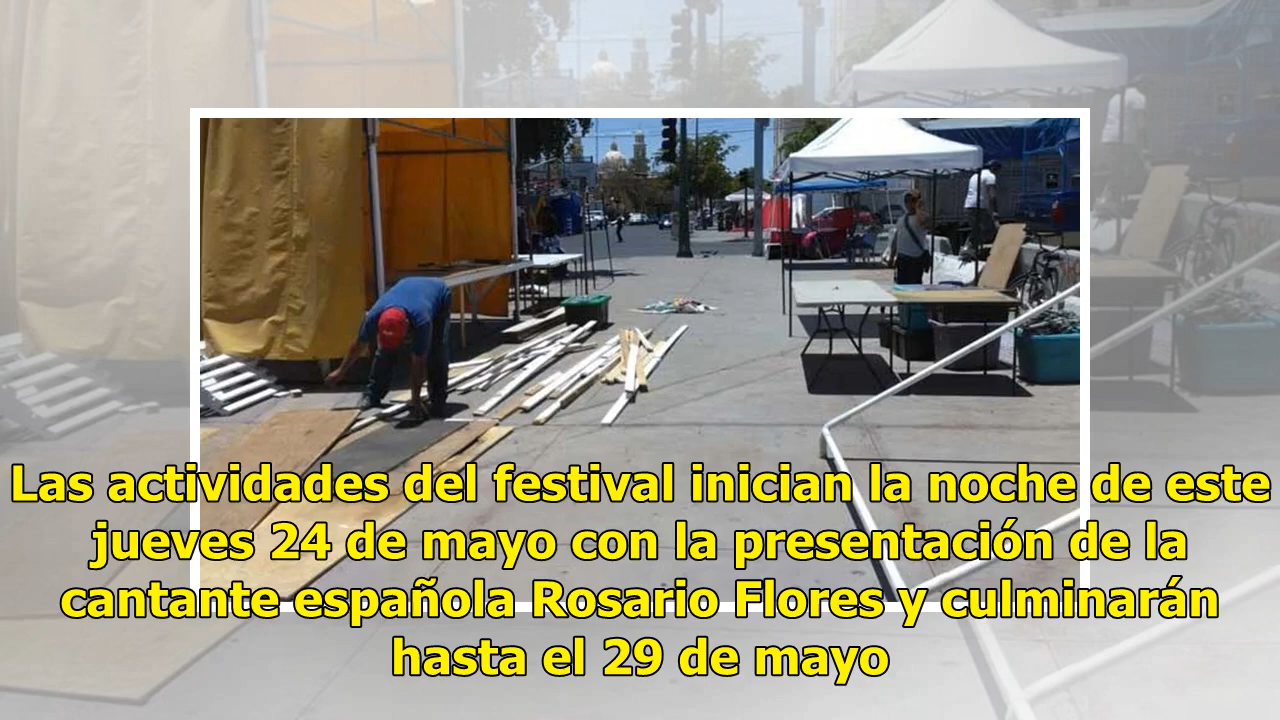 Las actividades del festival inician la noche de este
jueves 24 de mayo con la presentación de la
cantante española Rosario Flores y culminarán
hasta el 29 de mayo